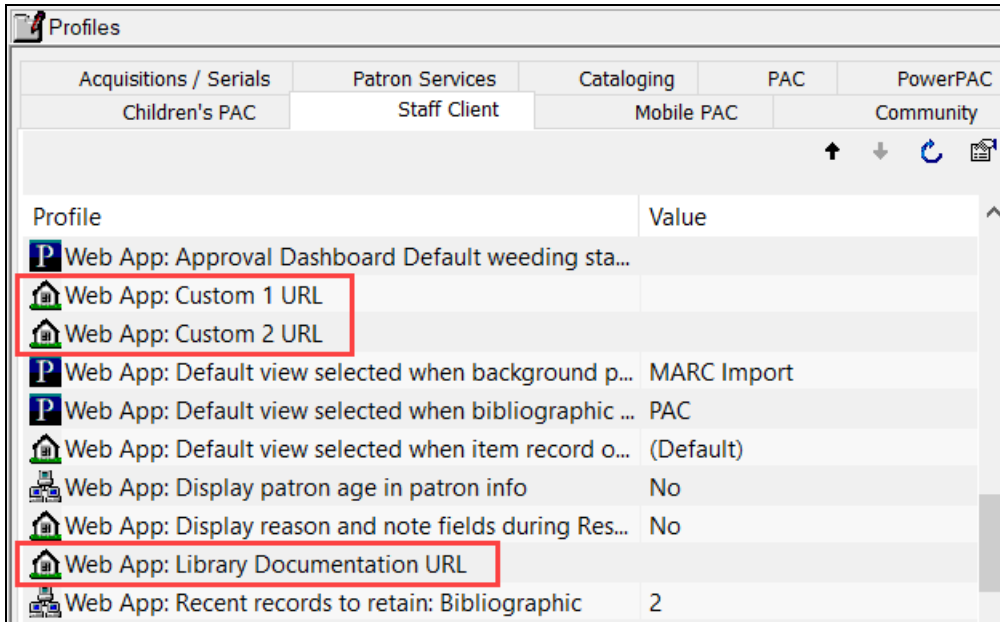 Profiles
Acquisitions / Serials Patron Services Cataloging PAC PowerPAC
Children's PAC Staff Client Mobile PAC Community
Profile Value
P Web App: Approval Dashboard Default weeding sta...
Web App: Custom 1 URL
Web App: Custom 2 URL
P Web App: Default view selected when background p... MARC Import
P Web App: Default view selected when bibliographic ... PAC
Web App: Default view selected when item record o... (Default)
Web App: Display patron age in patron info No
Web App: Display reason and note fields during Res... No
Web App: Library Documentation URL
Web App: Recent records to retain: Bibliographic 2